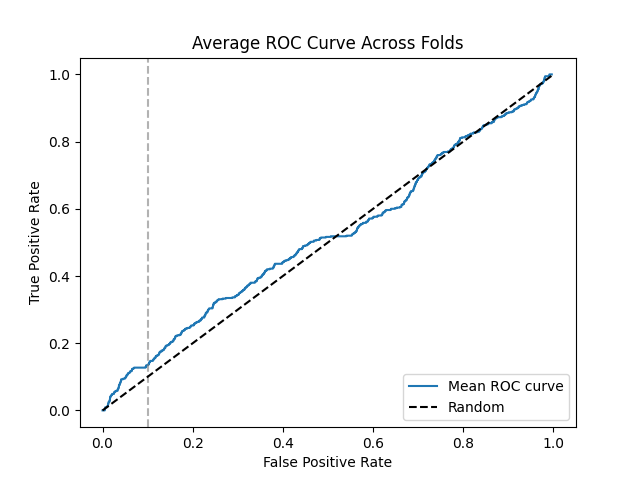 Average ROC Curve Across Folds
True Positive Rate
1.0
0.8
0.6
0.4
0.2
0.0
Mean ROC curve
Random
0.0 0.2 0.4 0.6 0.8 1.0
False Positive Rate